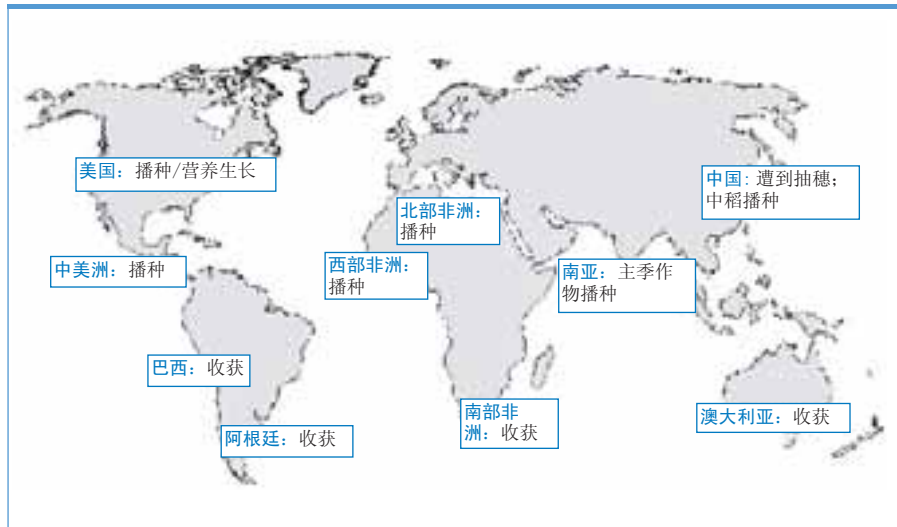 美国：播种/营养生长
中国：遭到抽穗；
中稻播种
北部非洲：
播种
中美洲：播种
西部非洲：
播种
南亚：主季作
物播种
巴西：收获
南部非
洲：收获
澳大利亚：收获
阿根廷：收获